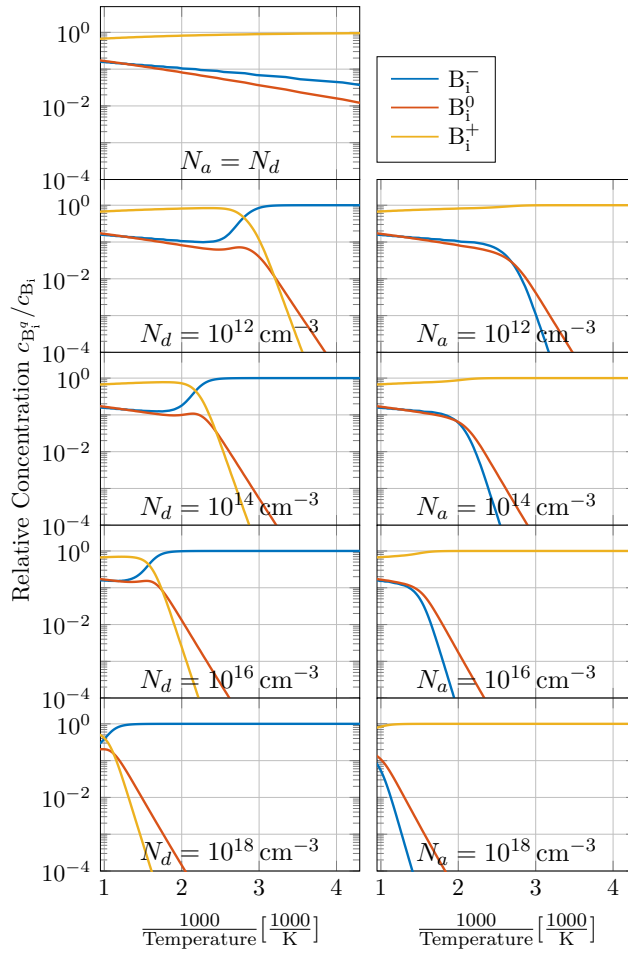 Relative Concentration c_{B_i^q}/c_{B_i}
10^0
10^{−2}
10^{−4}
N_a = N_d
B_i^−
B_i^0
B_i^+
10^0
10^{−2}
10^{−4}
N_d = 10^{12} cm^{−3}
N_a = 10^{12} cm^{−3}
10^0
10^{−2}
10^{−4}
N_d = 10^{14} cm^{−3}
N_a = 10^{14} cm^{−3}
10^0
10^{−2}
10^{−4}
N_d = 10^{16} cm^{−3}
N_a = 10^{16} cm^{−3}
10^0
10^{−2}
10^{−4}
N_d = 10^{18} cm^{−3}
N_a = 10^{18} cm^{−3}
1 2 3 4 1 2 3 4
1000/Temperature [1000/K] 1000/Temperature [1000/K]